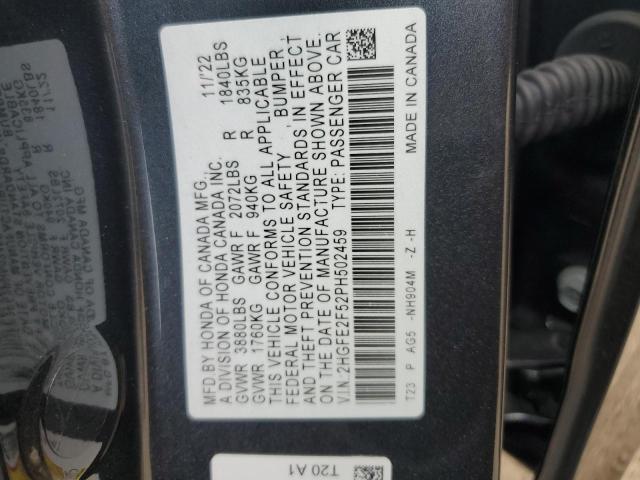 MFD BY HONDA OF CANADA MFG., 11/'22
A DIVISION OF HONDA CANADA INC.
GVWR 3880LBS GAWR F 2072LBS R 1840LBS
GVWR 1760KG GAWR F 940KG R 835KG
THIS VEHICLE CONFORMS TO ALL APPLICABLE
FEDERAL MOTOR VEHICLE SAFETY , BUMPER ,
AND THEFT PREVENTION STANDARDS IN EFFECT
ON THE DATE OF MANUFACTURE SHOWN ABOVE.
V.I.N. 2HGFE2F52PH502459 TYPE: PASSENGER CAR
T23 P AG5 -NH904M -Z -H MADE IN CANADA
T20 A1